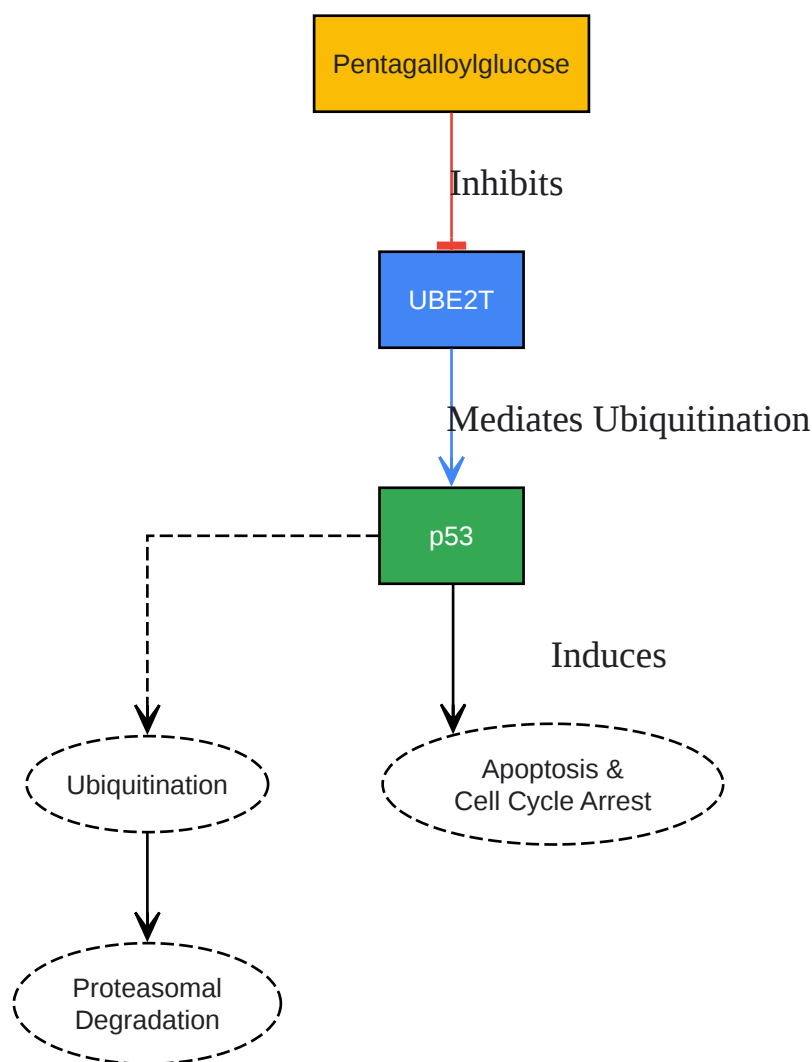 Pentagalloylglucose
Inhibits
UBE2T
Mediates Ubiquitination
p53
Induces
Ubiquitination
Apoptosis &
Cell Cycle Arrest
Proteasomal
Degradation